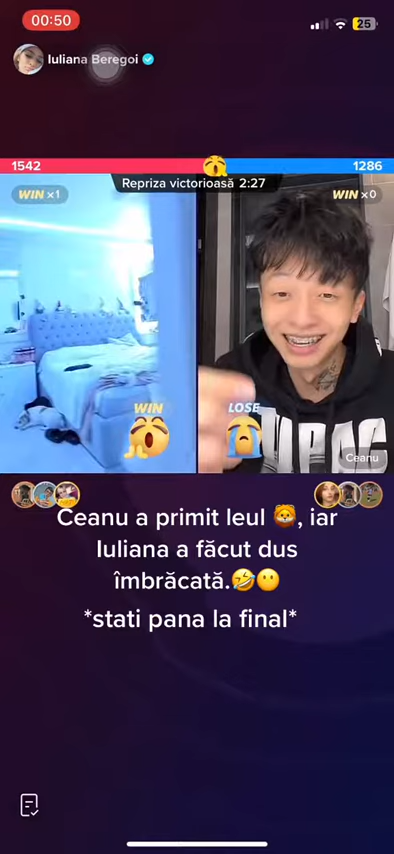 00:50
25
Iuliana Beregoi
1542
1286
Repriza victorioasă 2:27
WIN ×1
WIN ×0
WIN
LOSE
Ceanu
Ceanu a primit leul 🦁, iar
Iuliana a făcut dus
îmbrăcată.🤣😶
*stati pana la final*